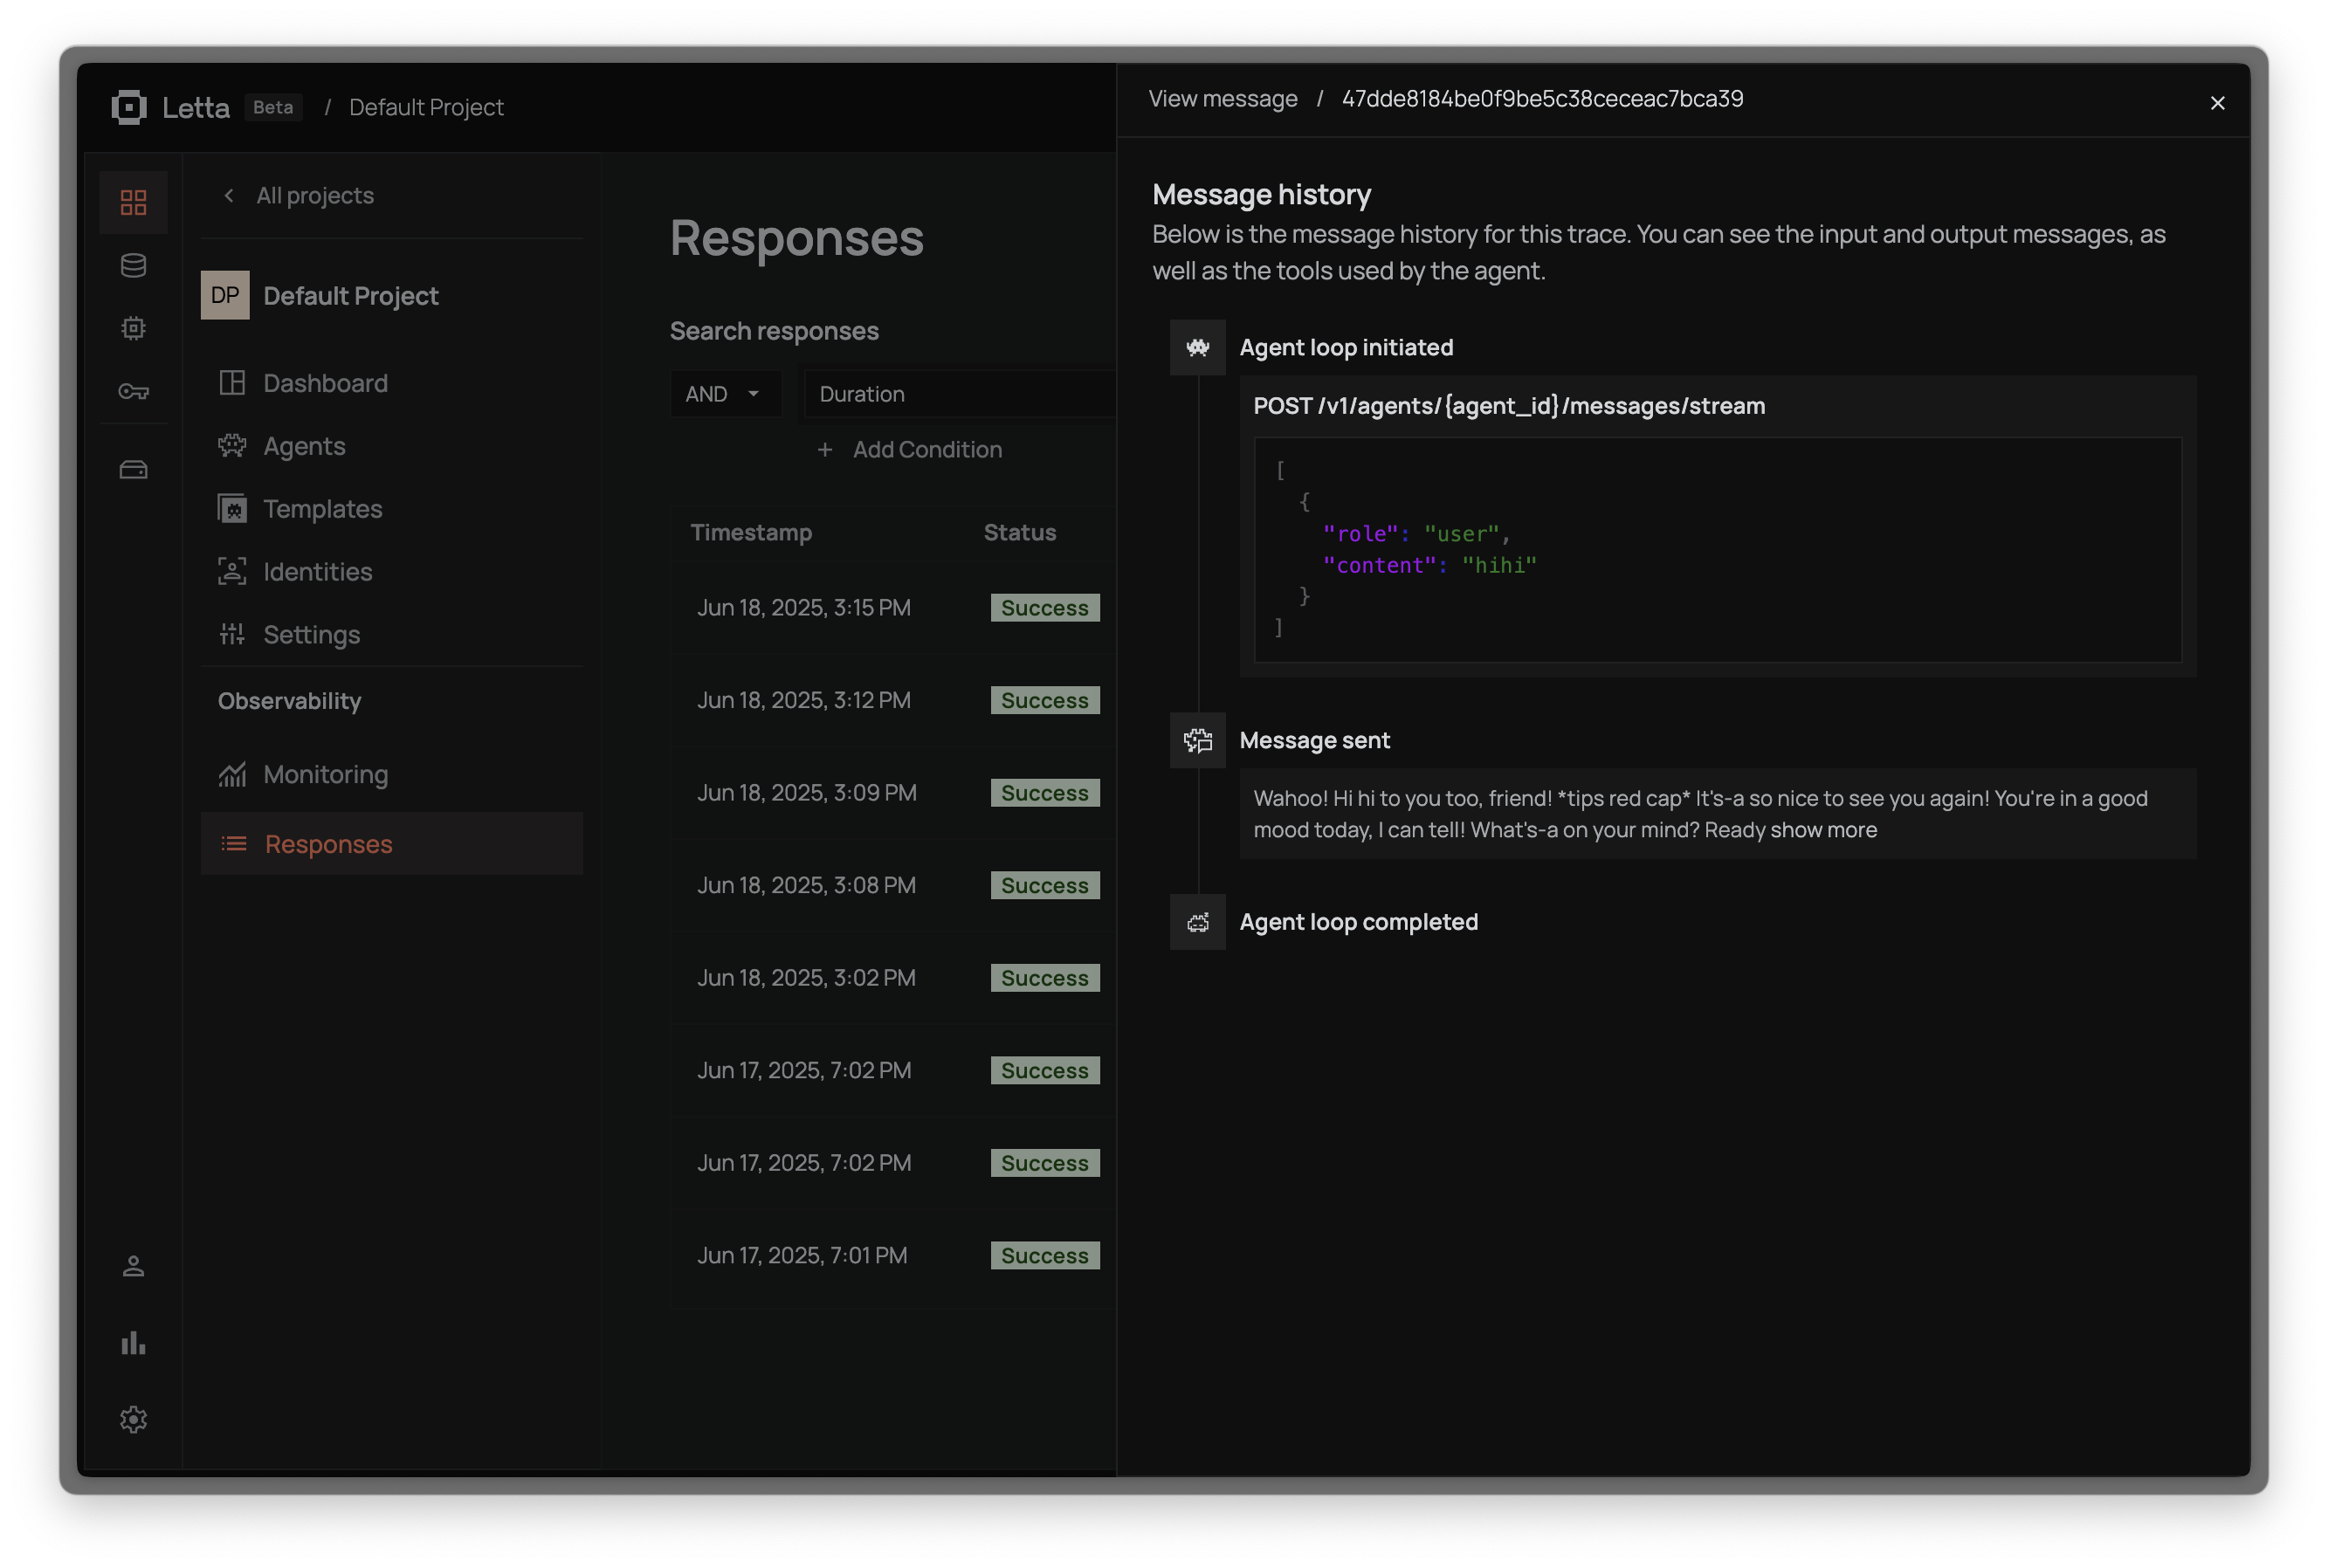 Letta Beta / Default Project
All projects
DP Default Project
Dashboard
Agents
Templates
Identities
Settings
Observability
Monitoring
Responses
Responses
Search responses
AND Duration
+ Add Condition
Timestamp Status
Jun 18, 2025, 3:15 PM Success
Jun 18, 2025, 3:12 PM Success
Jun 18, 2025, 3:09 PM Success
Jun 18, 2025, 3:08 PM Success
Jun 18, 2025, 3:02 PM Success
Jun 17, 2025, 7:02 PM Success
Jun 17, 2025, 7:02 PM Success
Jun 17, 2025, 7:01 PM Success
View message / 47dde8184be0f9be5c38ceceac7bca39
Message history
Below is the message history for this trace. You can see the input and output messages, as
well as the tools used by the agent.
Agent loop initiated
POST /v1/agents/{agent_id}/messages/stream
[
{
"role": "user",
"content": "hihi"
}
]
Message sent
Wahoo! Hi hi to you too, friend! *tips red cap* It's-a so nice to see you again! You're in a good
mood today, I can tell! What's-a on your mind? Ready show more
Agent loop completed